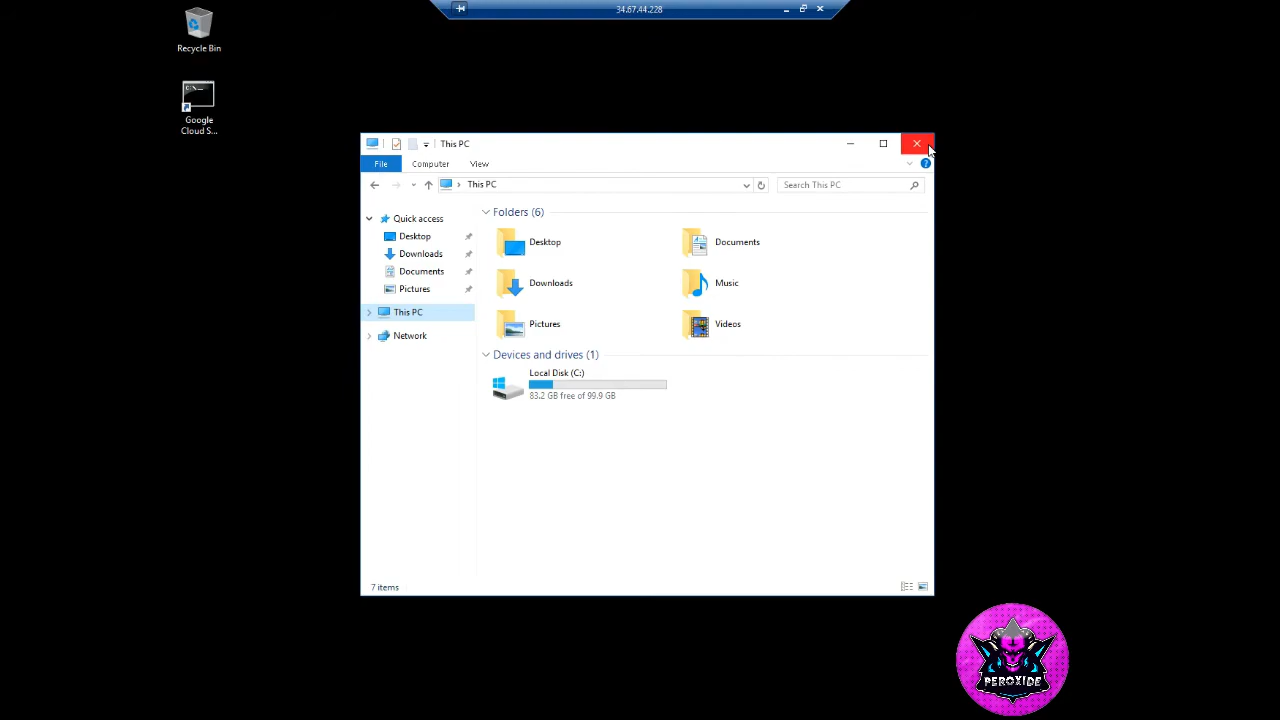 34.67.44.228
Recycle Bin
C:\_
Google
Cloud S...
This PC
File Computer View
This PC
Search This PC
Quick access
Desktop
Downloads
Documents
Pictures
This PC
Network
Folders (6)
Desktop
Documents
Downloads
Music
Pictures
Videos
Devices and drives (1)
Local Disk (C:)
83.2 GB free of 99.9 GB
7 items
PEROXIDE